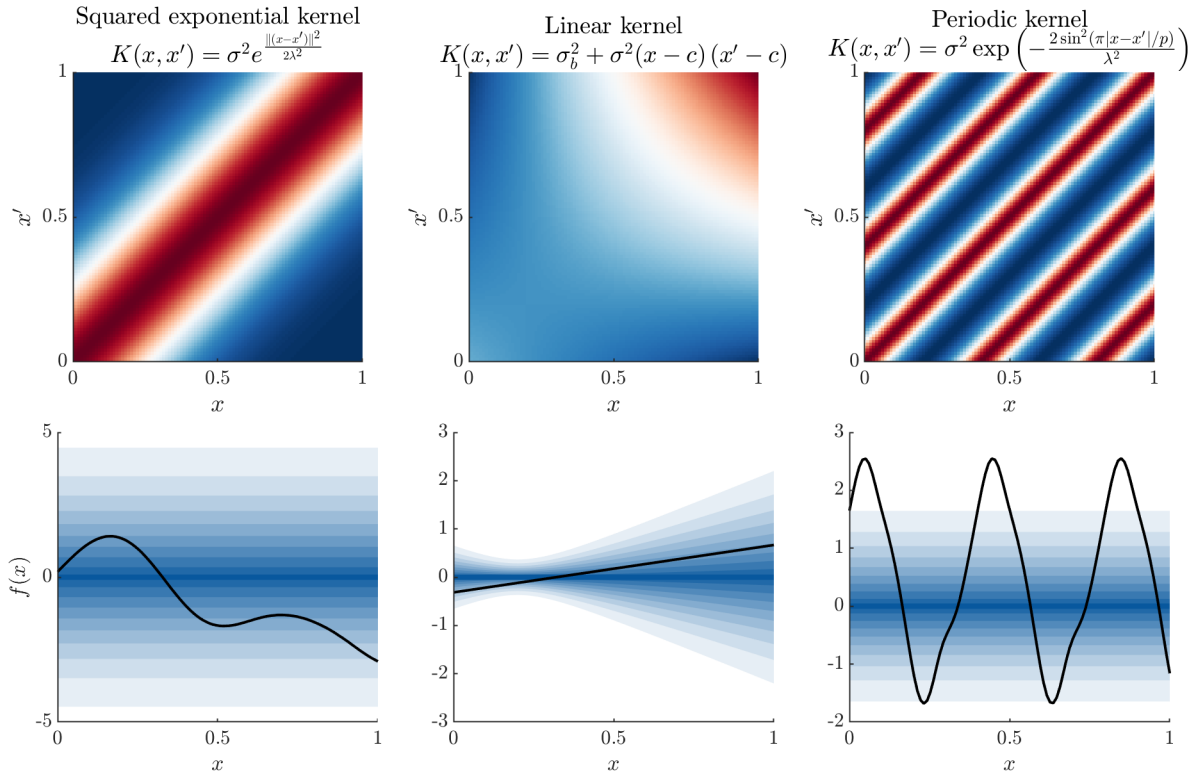 Squared exponential kernel
K(x, x′) = σ² e^{\frac{‖(x−x′)‖²}{2λ²}}
Linear kernel
K(x, x′) = σ_b² + σ²(x − c)(x′ − c)
Periodic kernel
K(x, x′) = σ² exp(−\frac{2 sin²(π|x−x′|/p)}{λ²})
1
0.5
0
x′
0
0.5
1
x
1
0.5
0
x′
0
0.5
1
x
1
0.5
0
x′
0
0.5
1
x
5
0
-5
f(x)
0
0.5
1
x
3
2
1
0
-1
-2
-3
0
0.5
1
x
3
2
1
0
-1
-2
0
0.5
1
x